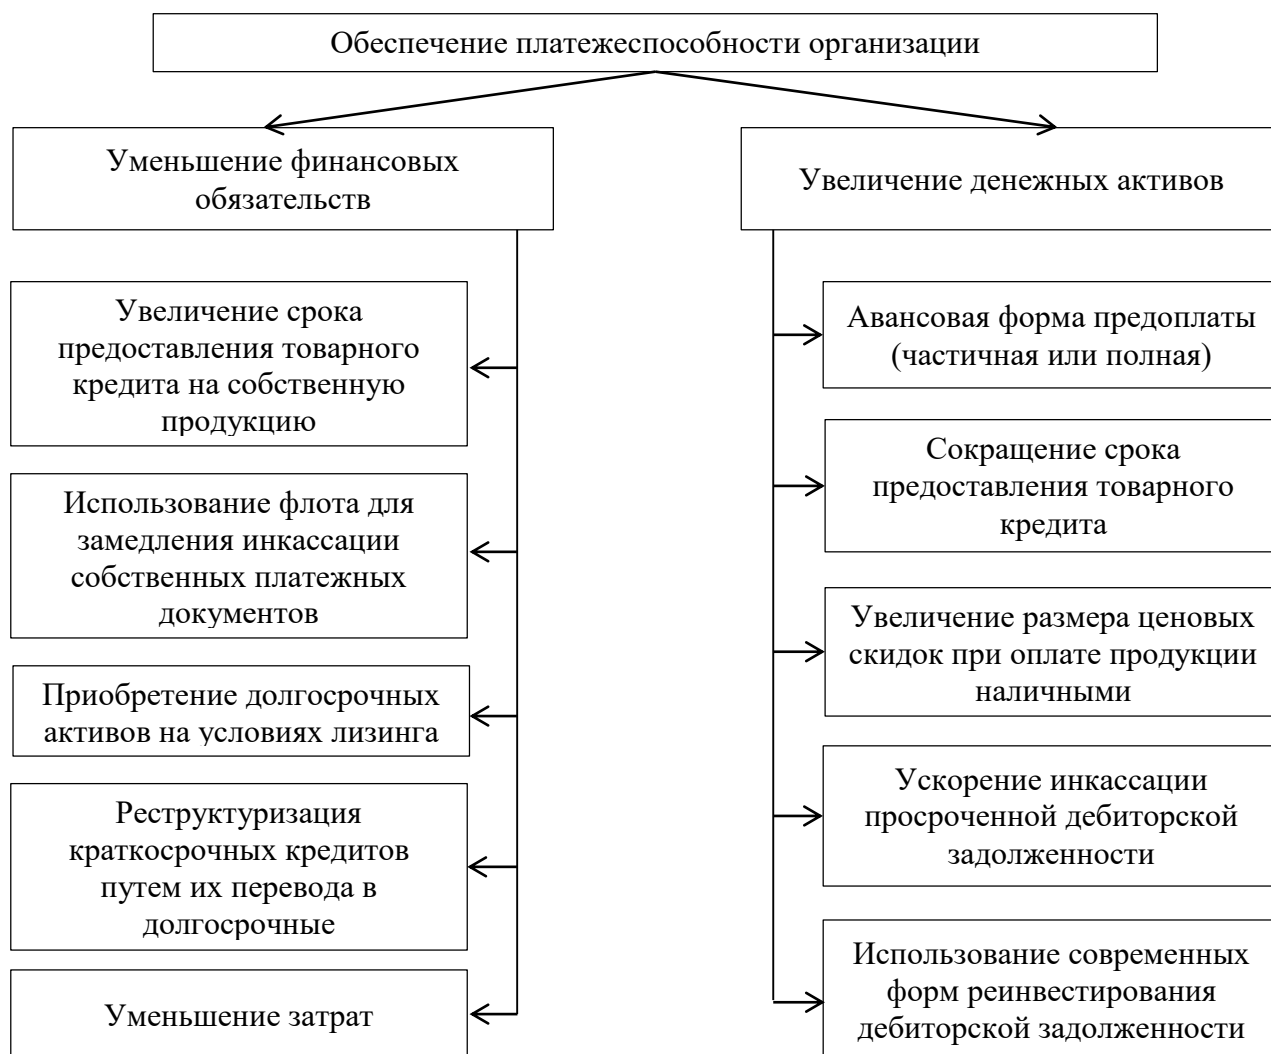 Обеспечение платежеспособности организации
Уменьшение финансовых
обязательств
Увеличение срока
предоставления товарного
кредита на собственную
продукцию
Использование флота для
замедления инкассации
собственных платежных
документов
Приобретение долгосрочных
активов на условиях лизинга
Реструктуризация
краткосрочных кредитов
путем их перевода в
долгосрочные
Уменьшение затрат
Увеличение денежных активов
Авансовая форма предоплаты
(частичная или полная)
Сокращение срока
предоставления товарного
кредита
Увеличение размера ценовых
скидок при оплате продукции
наличными
Ускорение инкассации
просроченной дебиторской
задолженности
Использование современных
форм реинвестирования
дебиторской задолженности